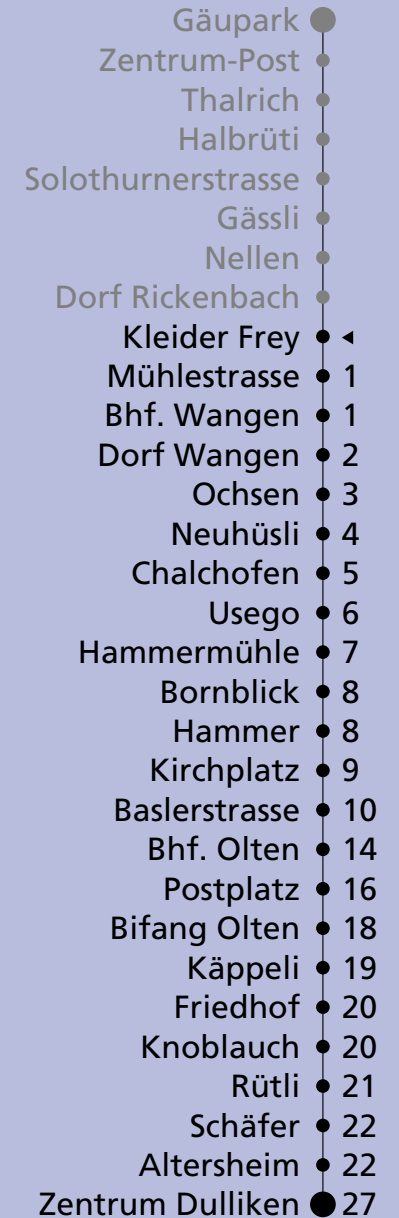 Gäupark
Zentrum-Post
Thalrich
Halbrüti
Solothurnerstrasse
Gässli
Nellen
Dorf Rickenbach
Kleider Frey
Mühlestrasse 1
Bhf. Wangen 1
Dorf Wangen 2
Ochsen 3
Neuhüsli 4
Chalchofen 5
Usego 6
Hammermühle 7
Bornblick 8
Hammer 8
Kirchplatz 9
Baslerstrasse 10
Bhf. Olten 14
Postplatz 16
Bifang Olten 18
Käppeli 19
Friedhof 20
Knoblauch 20
Rütli 21
Schäfer 22
Altersheim 22
Zentrum Dulliken 27